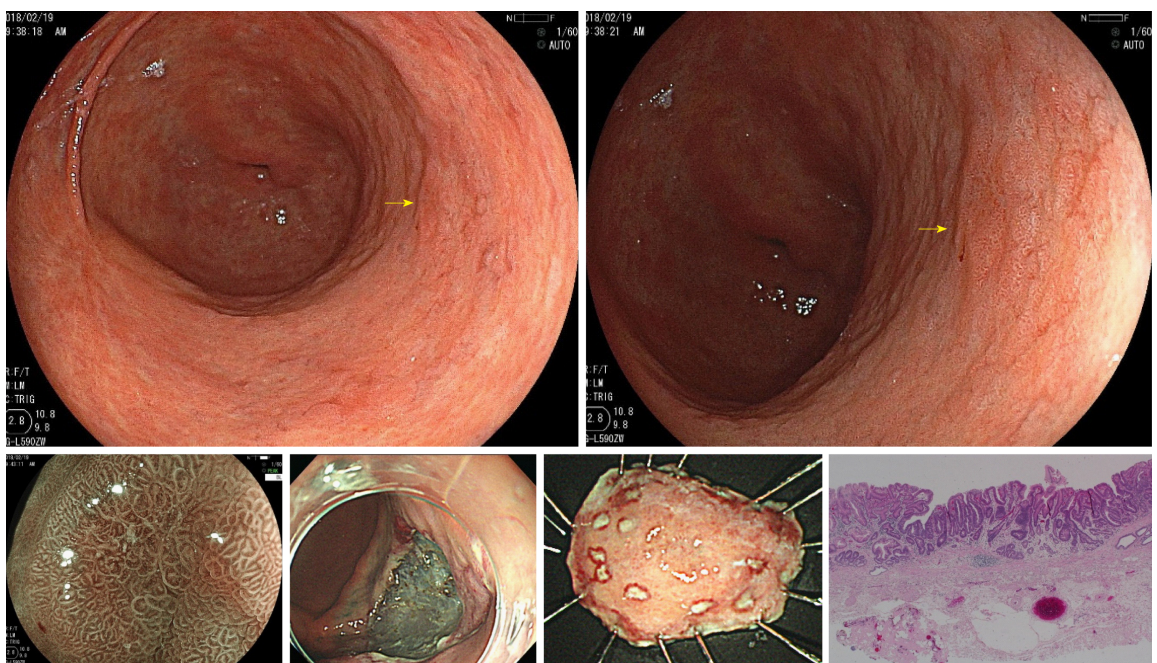 018/02/19
9:38:18 AM
N F
1/60
AUTO
R:F/T
M:LM
C:TRIG
2.8
10.8
9.8
G-L590ZW
018/02/19
9:38:21 AM
N F
1/60
AUTO
R:F/T
M:LM
C:TRIG
2.8
10.8
9.8
G-L590ZW
018/02/19
1/60